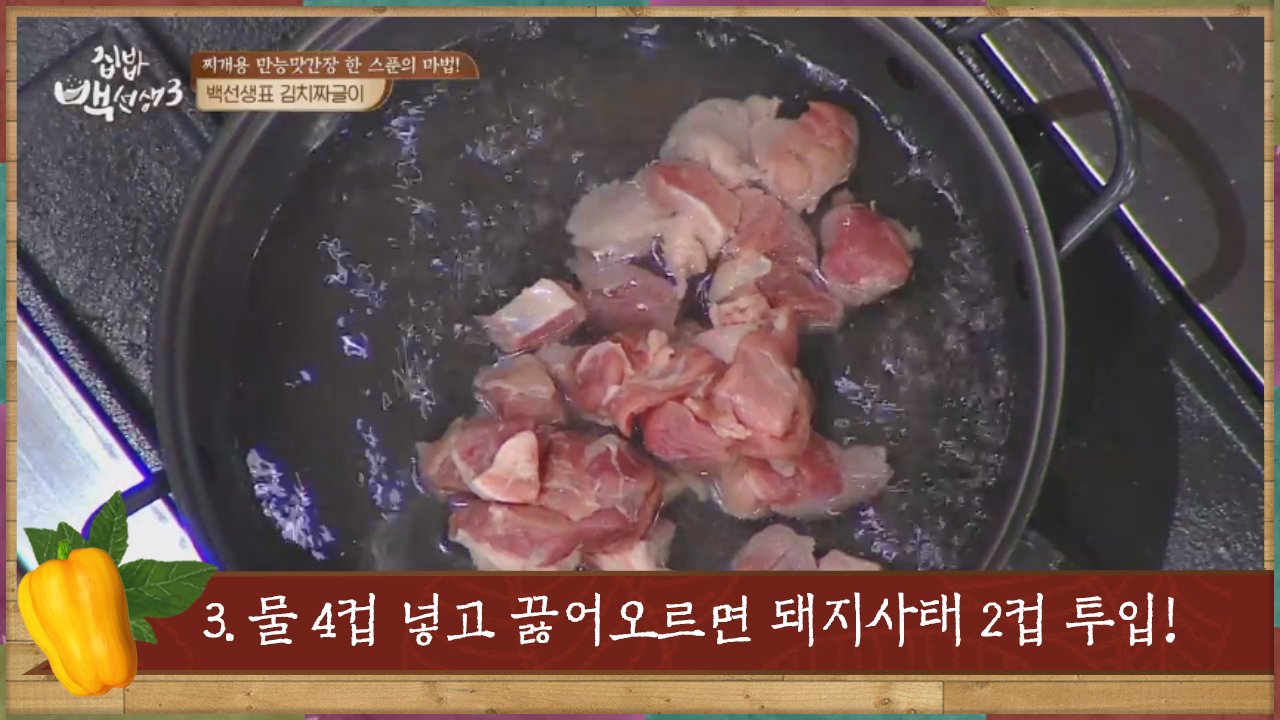 집밥
백선생3
찌개용 만능맛간장 한 스푼의 마법!
백선생표 김치짜글이
3. 물 4컵 넣고 끓어오르면 돼지사태 2컵 투입!